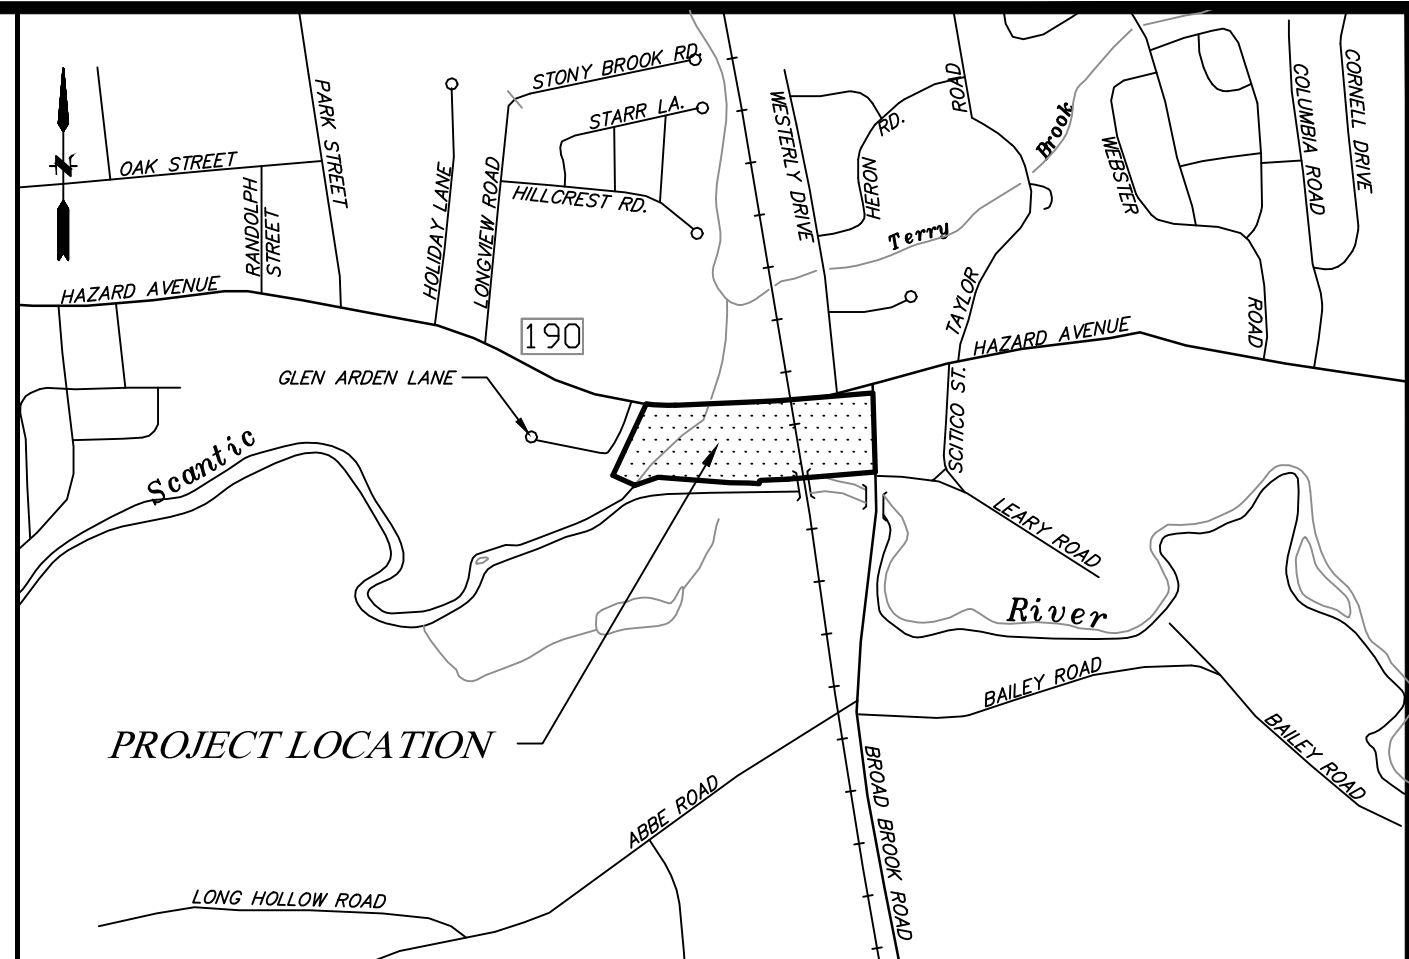 STONY BROOK RD.
STARR LA.
PARK STREET
OAK STREET
RANDOLPH
STREET
HOLIDAY LANE
LONGVIEW ROAD
HILLCREST RD.
WESTERLY DRIVE
RD.
HERON
ROAD
Brook
Terry
TAYLOR
WEBSTER
ROAD
COLUMBIA ROAD
CORNELL DRIVE
N
HAZARD AVENUE
190
HAZARD AVENUE
GLEN ARDEN LANE
SCITICO ST.
Scantic
LEARY ROAD
River
BAILEY ROAD
BAILEY ROAD
PROJECT LOCATION
ABBE ROAD
BROAD BROOK ROAD
LONG HOLLOW ROAD